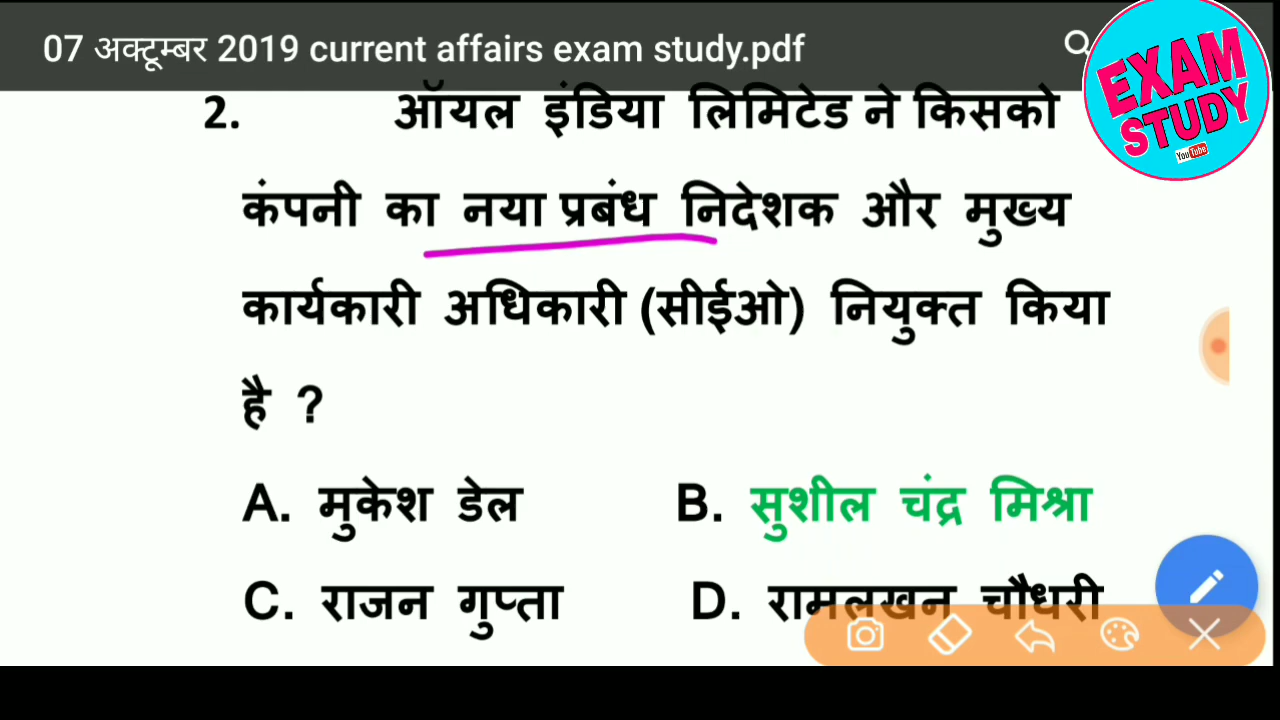 07 अक्टूम्बर 2019 current affairs exam study.pdf
EXAM
STUDY
YouTube
2. ऑयल इंडिया लिमिटेड ने किसको
कंपनी का नया प्रबंध निदेशक और मुख्य
कार्यकारी अधिकारी (सीईओ) नियुक्त किया
है ?
A. मुकेश डेल B. सुशील चंद्र मिश्रा
C. राजन गुप्ता D. रामलखन चौधरी